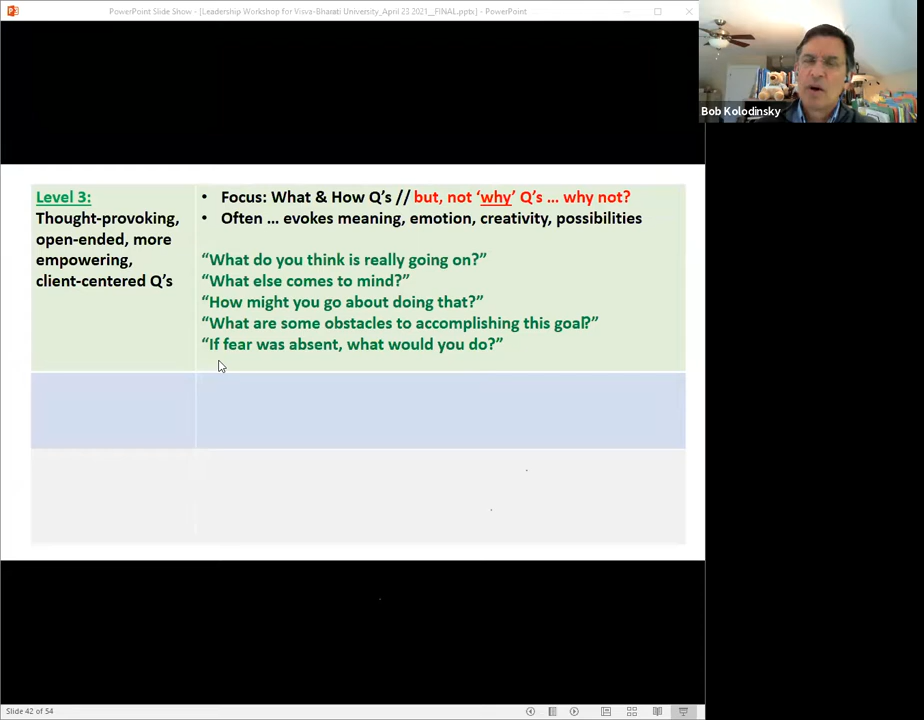 PowerPoint Slide Show - [Leadership Workshop for Visva-Bharati University_April 23 2021__FINAL.pptx] - PowerPoint
Bob Kolodinsky
Level 3:
Thought-provoking,
open-ended, more
empowering,
client-centered Q’s
• Focus: What & How Q’s // but, not ‘why’ Q’s ... why not?
• Often ... evokes meaning, emotion, creativity, possibilities
“What do you think is really going on?”
“What else comes to mind?”
“How might you go about doing that?”
“What are some obstacles to accomplishing this goal?”
“If fear was absent, what would you do?”
Slide 42 of 54